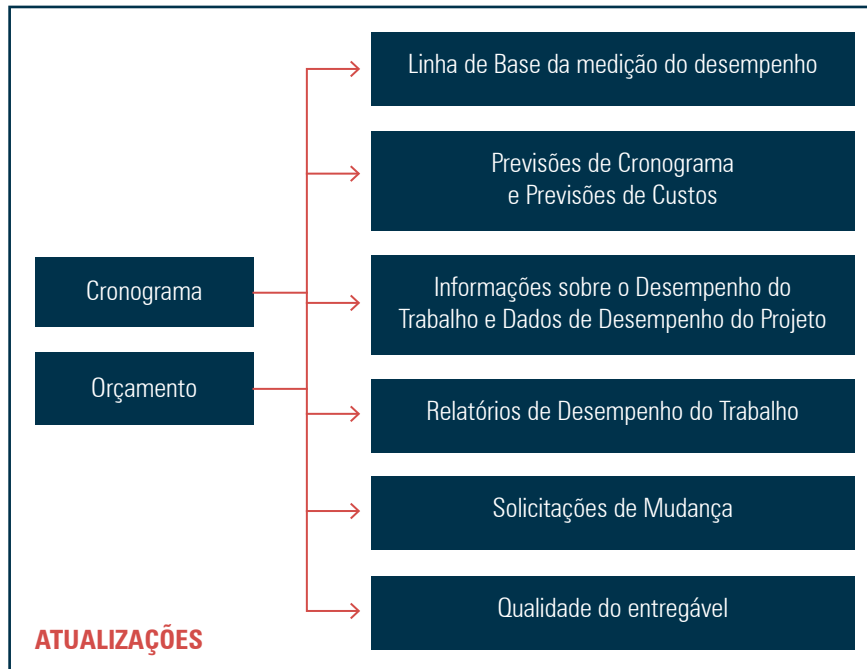 Linha de Base da medição do desempenho
Previsões de Cronograma
e Previsões de Custos
Cronograma
Informações sobre o Desempenho do
Trabalho e Dados de Desempenho do Projeto
Orçamento
Relatórios de Desempenho do Trabalho
Solicitações de Mudança
Qualidade do entregável
ATUALIZAÇÕES